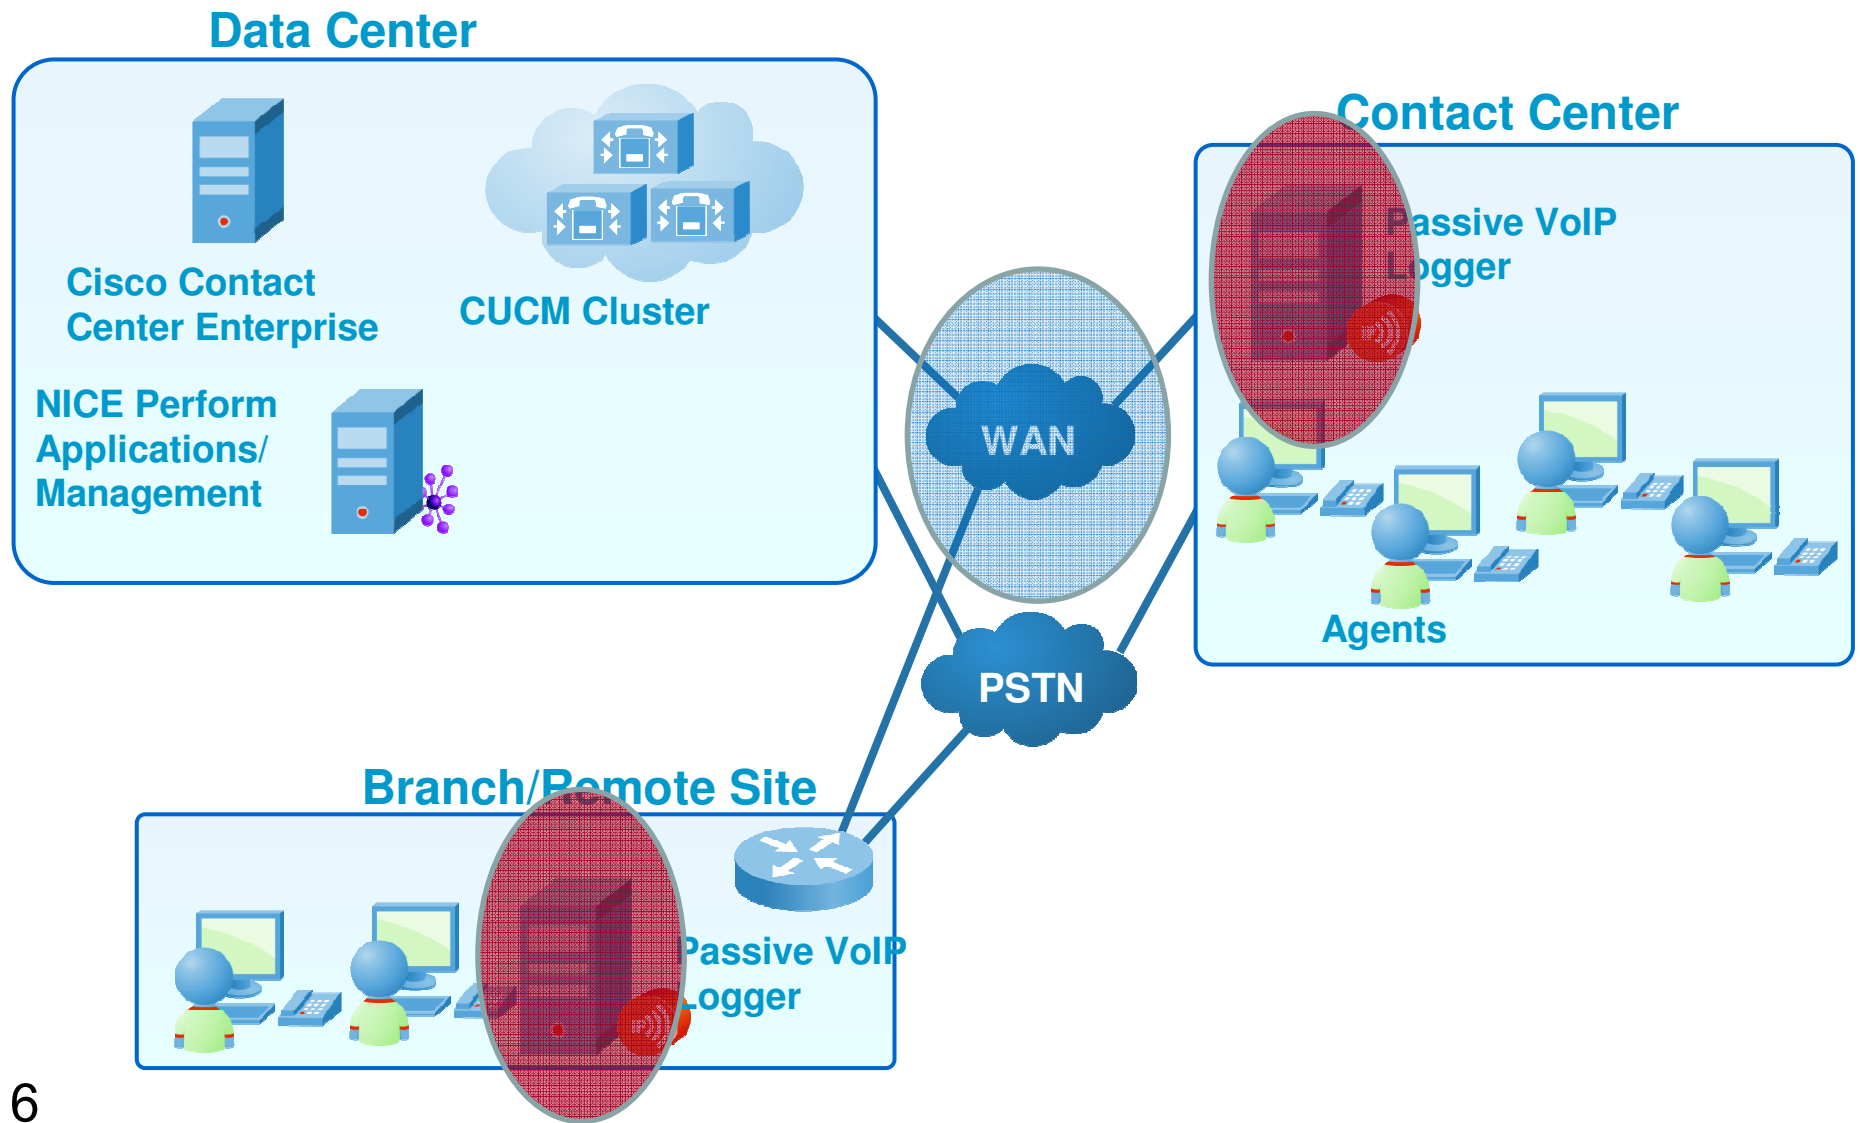 Data Center
Contact Center
Cisco Contact
Center Enterprise
CUCM Cluster
Passive VoIP
Logger
NICE Perform
Applications/
Management
WAN
Agents
PSTN
Branch/Remote Site
Passive VoIP
Logger
6